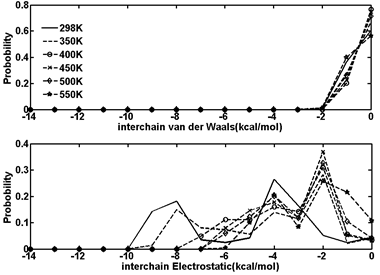 0.8
0.6
0.4
0.2
0
Probobility
298K
350K
400K
450K
500K
550K
-14 -12 -10 -8 -6 -4 -2 0
interchain van der Waals(kcal/mol)
0.4
0.3
0.2
0.1
0
Probobility
-14 -12 -10 -8 -6 -4 -2 0
interchain Electrostatic(kcal/mol)